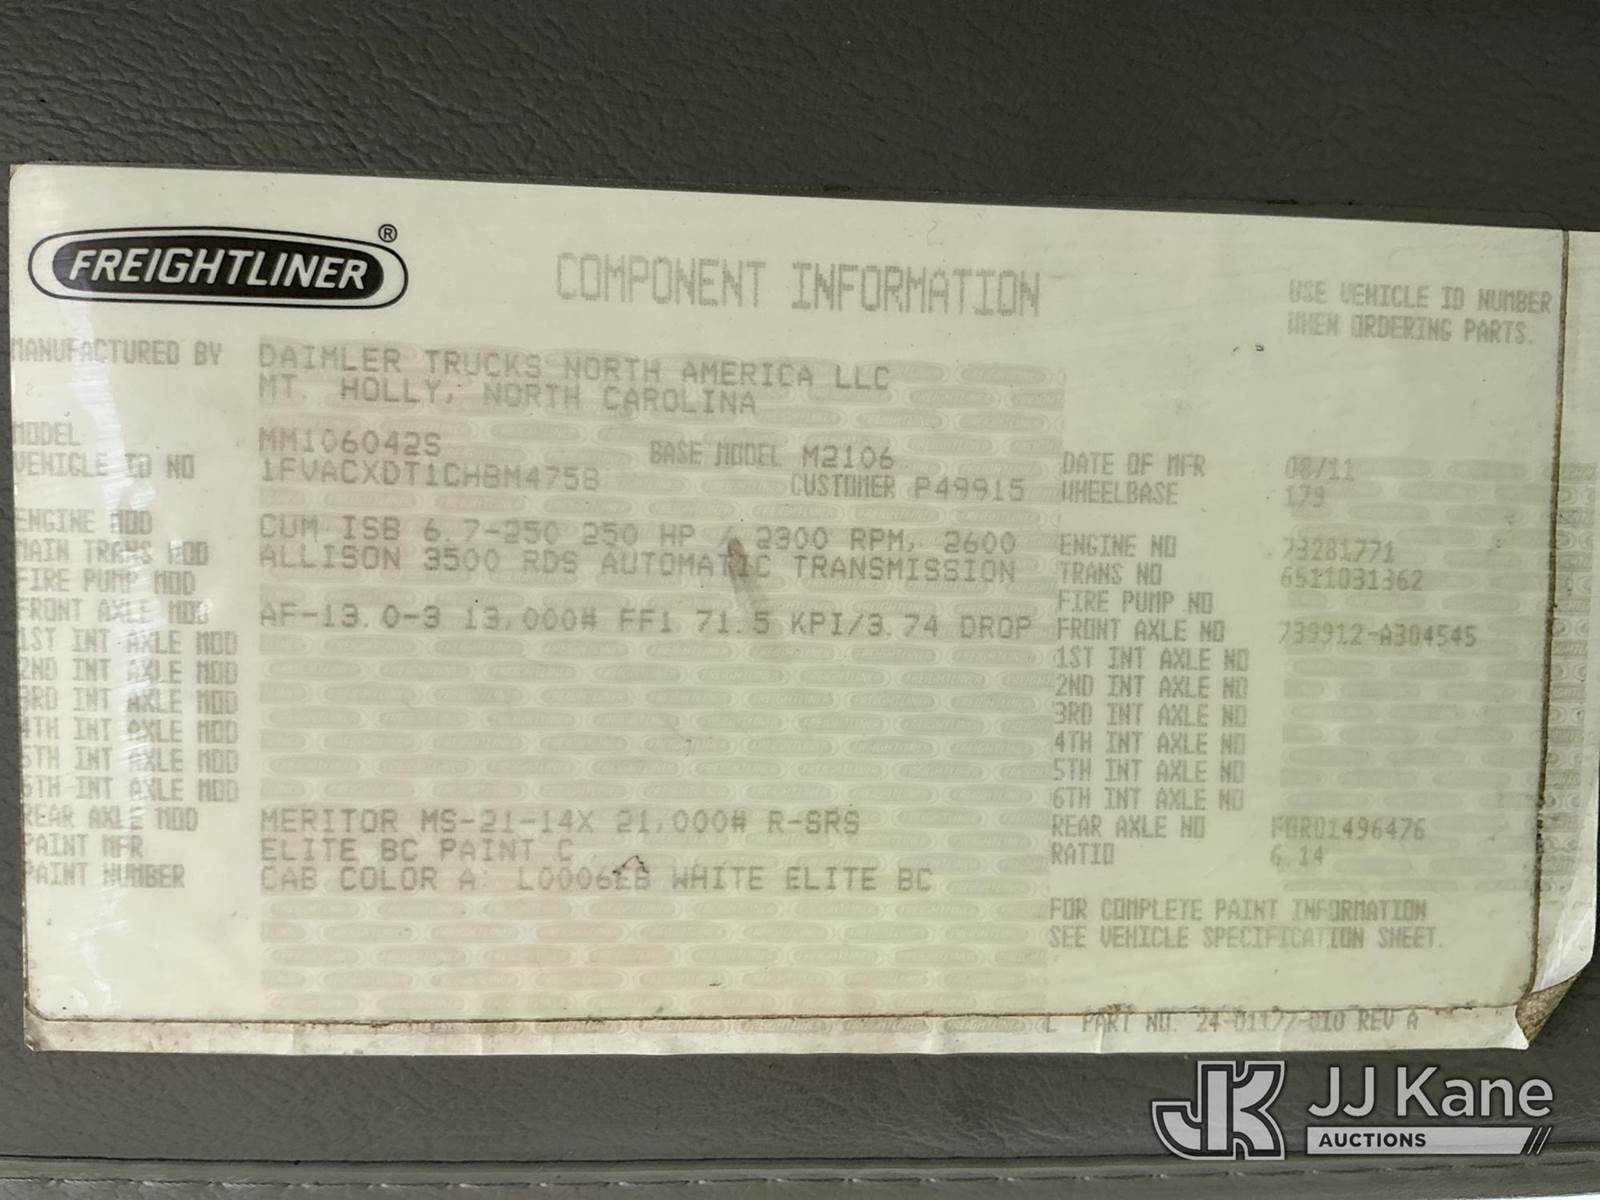 FREIGHTLINER®
COMPONENT INFORMATION
USE VEHICLE ID NUMBER
WHEN ORDERING PARTS.
MANUFACTURED BY DAIMLER TRUCKS NORTH AMERICA LLC
MT. HOLLY, NORTH CAROLINA
MODEL MM106042S BASE MODEL M2106 DATE OF MFR 08/11
VEHICLE ID NO 1FVACXDT1CHBM4758 CUSTOMER P49915 WHEELBASE 179
ENGINE MOD CUM ISB 6.7-250 250 HP / 2300 RPM, 2600 ENGINE NO 73281771
MAIN TRANS MOD ALLISON 3500 RDS AUTOMATIC TRANSMISSION TRANS NO 6511031362
FIRE PUMP MOD FIRE PUMP NO
FRONT AXLE MOD AF-13.0-3 13,000# FF1 71.5 KPI/3.74 DROP FRONT AXLE NO 739912-A304545
1ST INT AXLE MOD 1ST INT AXLE NO
2ND INT AXLE MOD 2ND INT AXLE NO
3RD INT AXLE MOD 3RD INT AXLE NO
4TH INT AXLE MOD 4TH INT AXLE NO
5TH INT AXLE MOD 5TH INT AXLE NO
6TH INT AXLE MOD 6TH INT AXLE NO
REAR AXLE MOD MERITOR MS-21-14X 21,000# R-SRS REAR AXLE NO FOR01496476
PAINT MFR ELITE BC PAINT C RATIO 6.14
PAINT NUMBER CAB COLOR A: L0006EB WHITE ELITE BC
FOR COMPLETE PAINT INFORMATION
SEE VEHICLE SPECIFICATION SHEET.
PART NO. 24-01177-010 REV A
JK JJ Kane
AUCTIONS